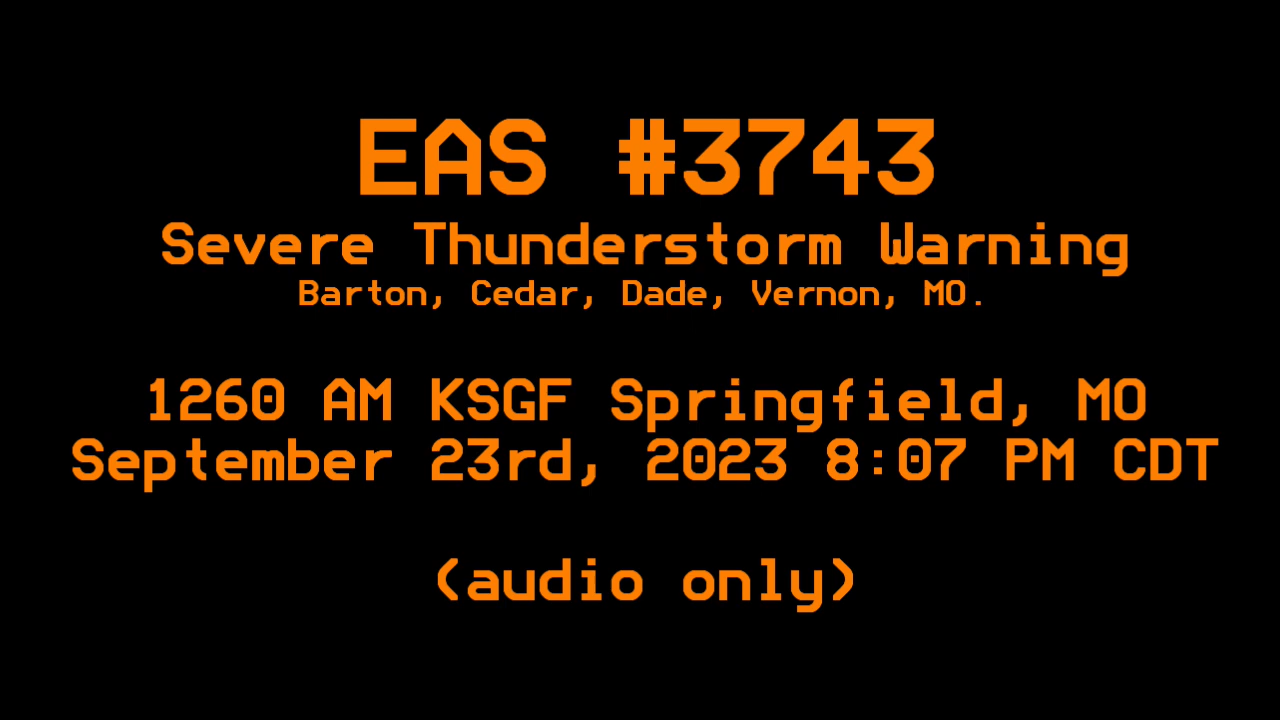 EAS #3743
Severe Thunderstorm Warning
Barton, Cedar, Dade, Vernon, MO.
1260 AM KSGF Springfield, MO
September 23rd, 2023 8:07 PM CDT
(audio only)